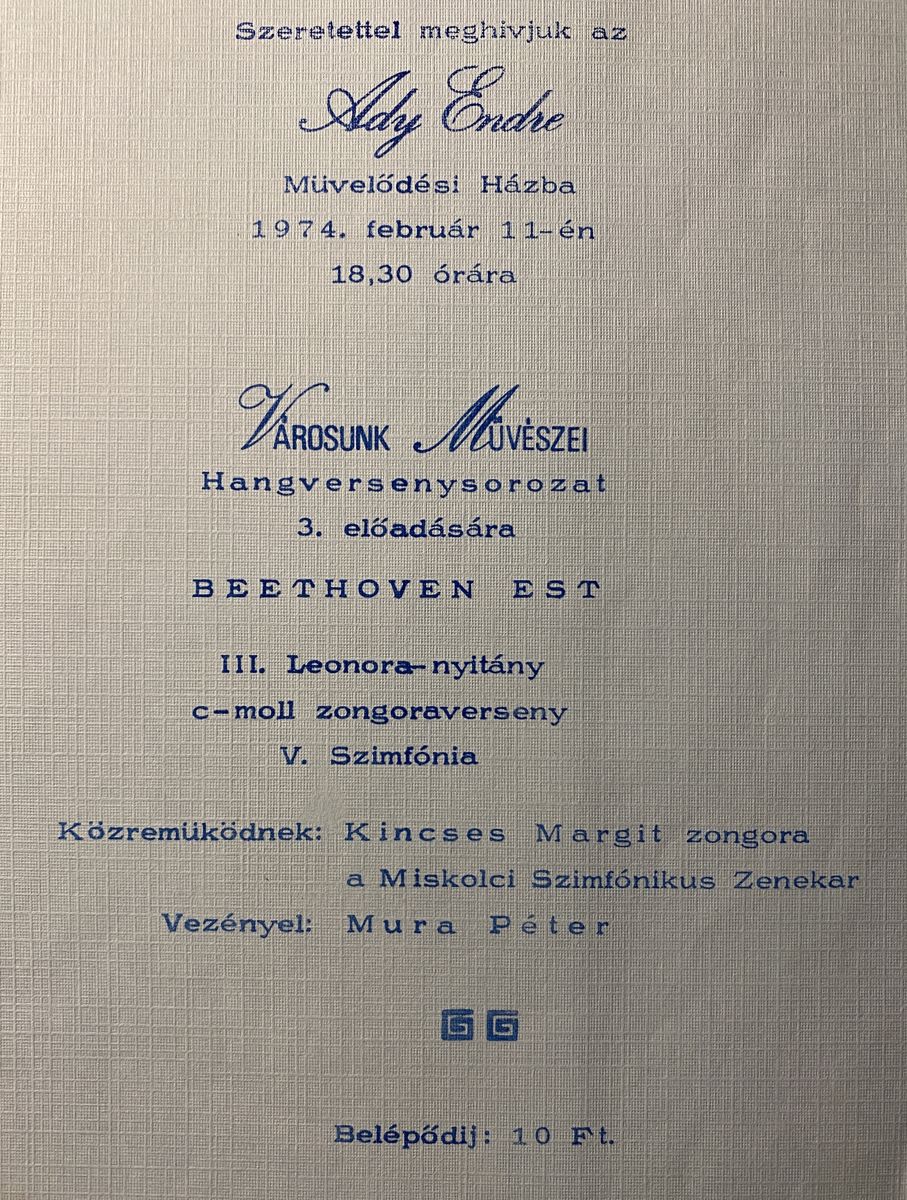 Szeretettel meghivjuk az
Ady Endre
Müvelődési Házba
1974. február 11-én
18,30 órára
VÁROSUNK MÜVÉSZEI
Hangversenysorozat
3. előadására
BEETHOVEN EST
III. Leonora-nyitány
c-moll zongoraverseny
V. Szimfónia
Közremüködnek: Kincses Margit zongora
a Miskolci Szimfónikus Zenekar
Vezényel: Mura Péter
Belépődij: 10 Ft.